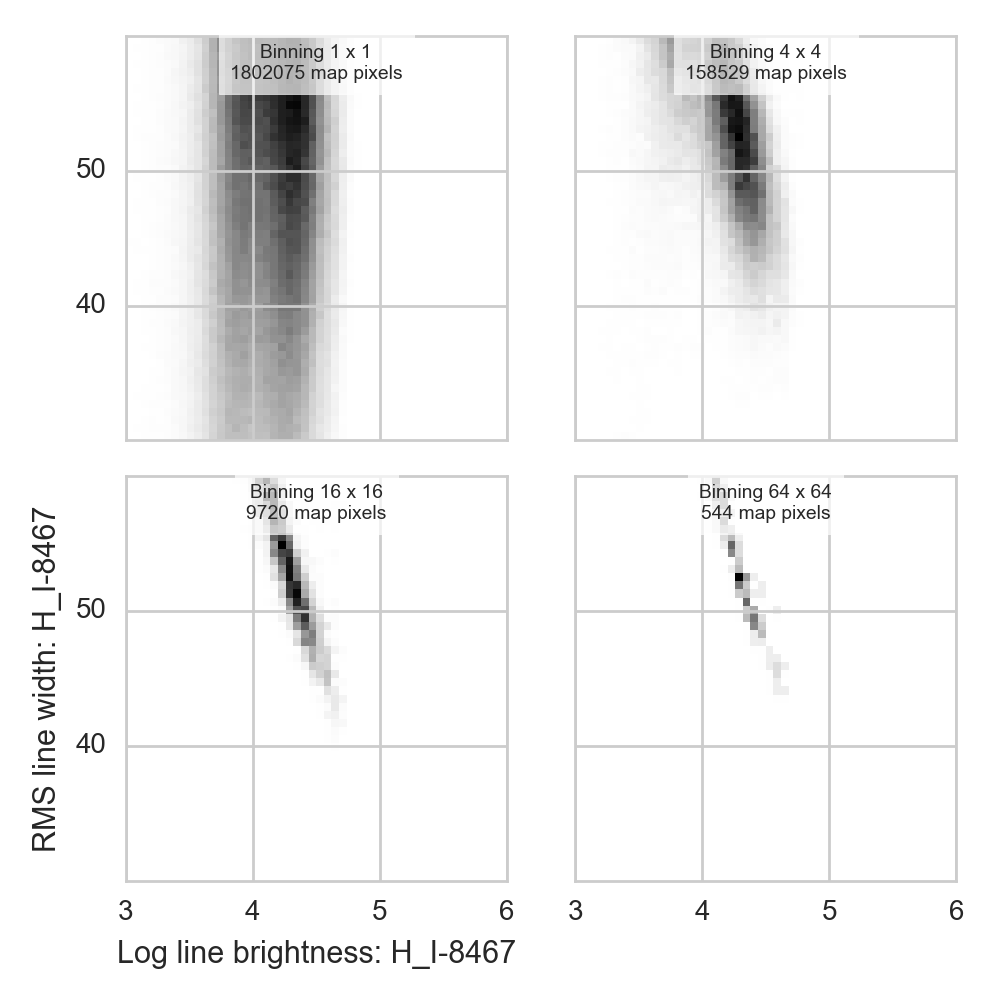 Binning 1 x 1
1802075 map pixels
Binning 4 x 4
158529 map pixels
50
40
Binning 16 x 16
9720 map pixels
Binning 64 x 64
544 map pixels
RMS line width: H_I-8467
50
40
3 4 5 6 3 4 5 6
Log line brightness: H_I-8467